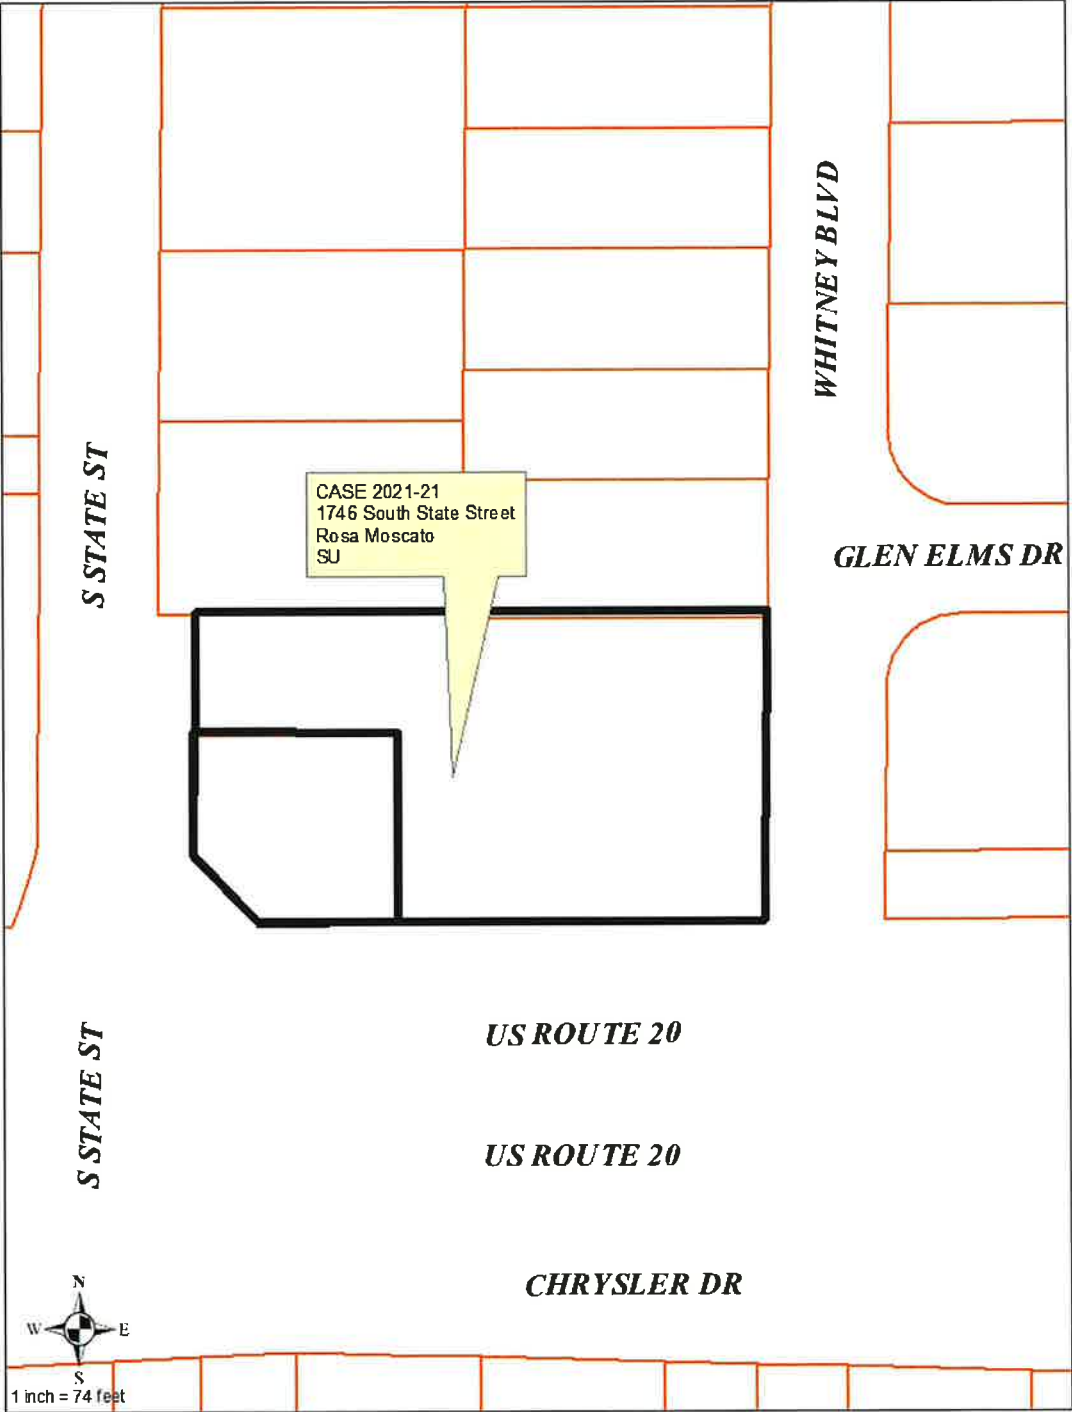 WHITNEY BLVD
S STATE ST
CASE 2021-21
1746 South State Street
Rosa Moscato
SU
GLEN ELMS DR
S STATE ST
US ROUTE 20
US ROUTE 20
CHRYSLER DR
N
W E
S
1 inch = 74 feet